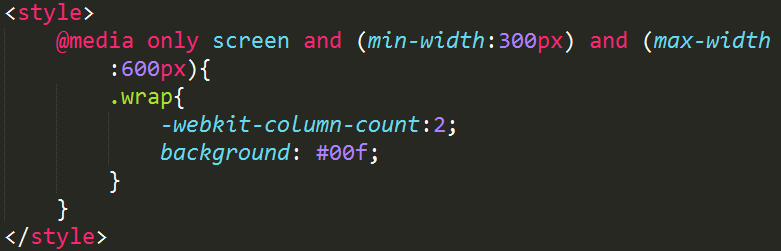 <style>
@media only screen and (min-width:300px) and (max-width
:600px){
.wrap{
-webkit-column-count:2;
background: #00f;
}
}
</style>